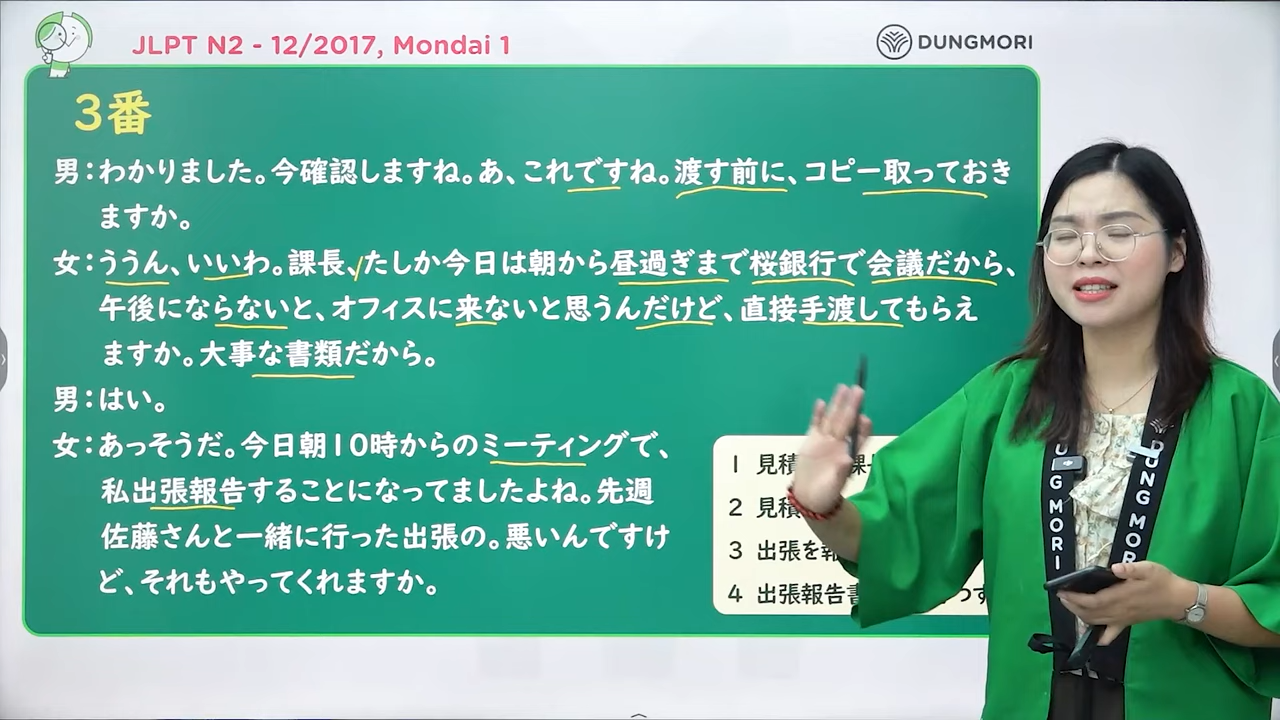 JLPT N2 - 12/2017, Mondai 1
DUNGMORI
3番
男:わかりました。今確認しますね。あ、これですね。渡す前に、コピー取っておき
ますか。
女:ううん、いいわ。課長、たしか今日は朝から昼過ぎまで桜銀行で会議だから、
午後にならないと、オフィスに来ないと思うんだけど、直接手渡してもらえ
ますか。大事な書類だから。
男:はい。
女:あっそうだ。今日朝10時からのミーティングで、
私出張報告することになってましたよね。先週
佐藤さんと一緒に行った出張の。悪いんですけ
ど、それもやってくれますか。
1 見積
2 見積
3 出張を報
4 出張報告書
G MORI
DUNG MOR